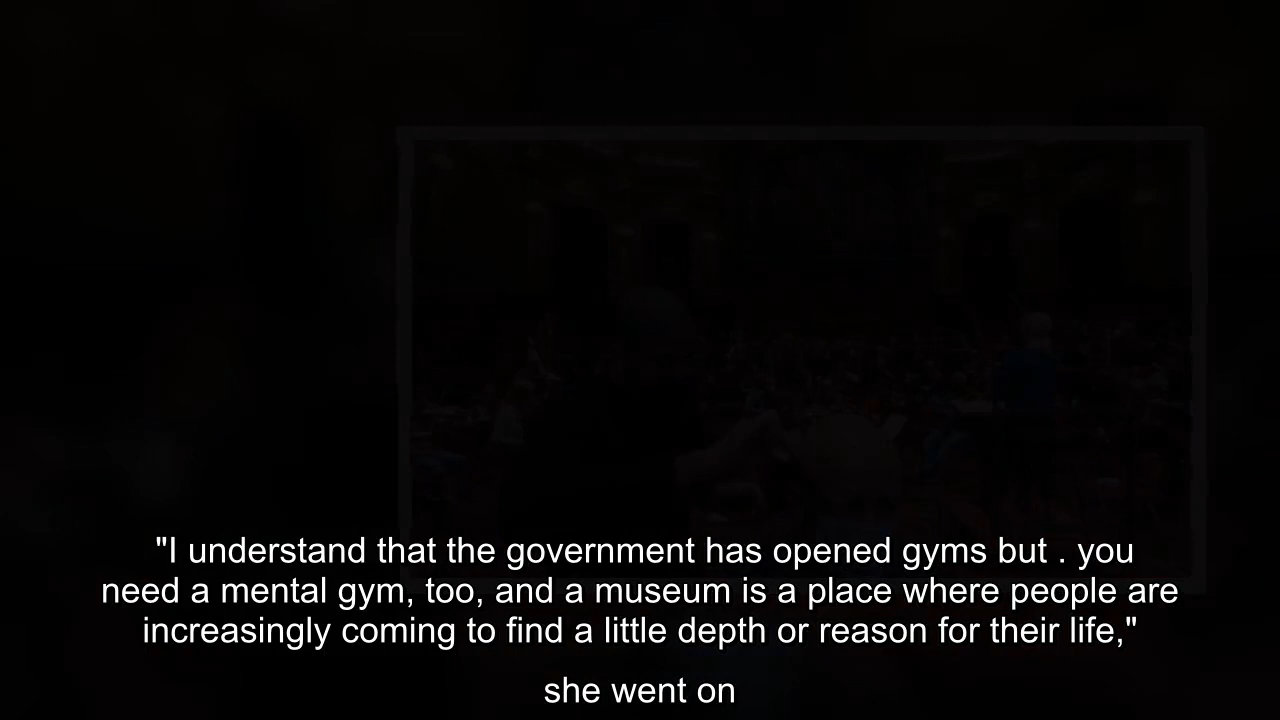 "I understand that the government has opened gyms but . you
need a mental gym, too, and a museum is a place where people are
increasingly coming to find a little depth or reason for their life,"
she went on